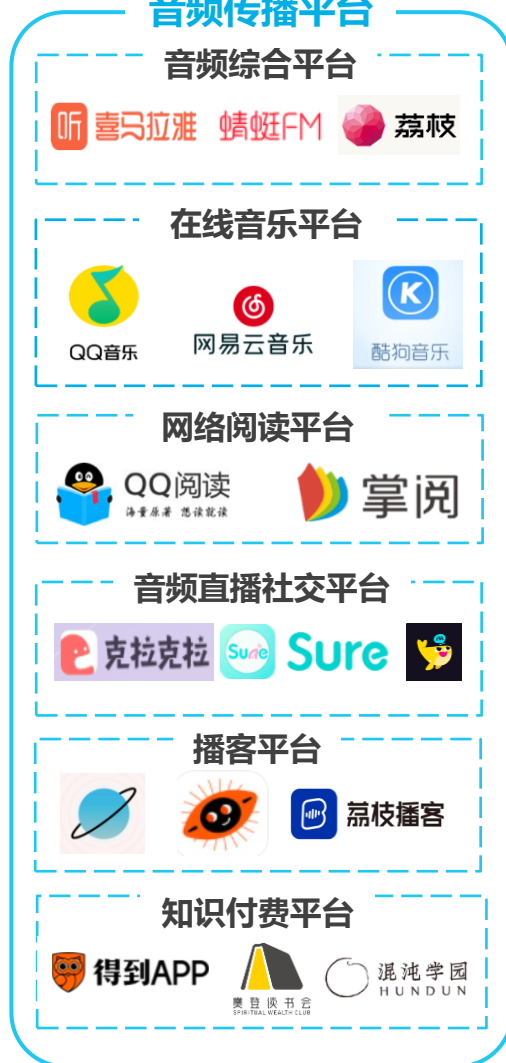 音频传播平台
音频综合平台
听 喜马拉雅 蜻蜓FM 荔枝
在线音乐平台
K
QQ音乐 网易云音乐 酷狗音乐
网络阅读平台
QQ阅读 掌阅
海量原著 想读就读
音频直播社交平台
克拉克拉 Sure Sure
播客平台
荔枝播客
知识付费平台
得到APP 混沌学园
HUNDUN
樊登读书会
SPIRITUAL WEALTH CLUB